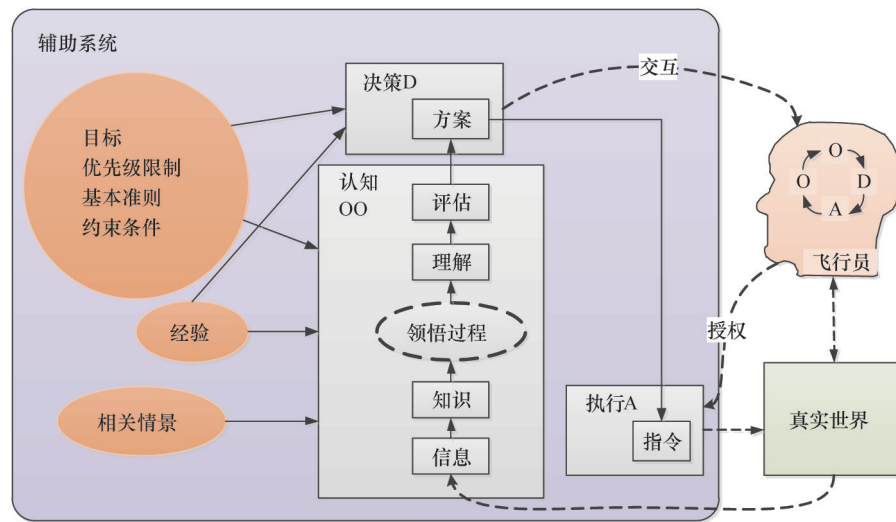 辅助系统
目标
优先级限制
基本准则
约束条件
经验
相关情景
决策D
方案
认知
OO
评估
理解
领悟过程
知识
信息
执行A
指令
交互
授权
O
O
D
A
飞行员
真实世界